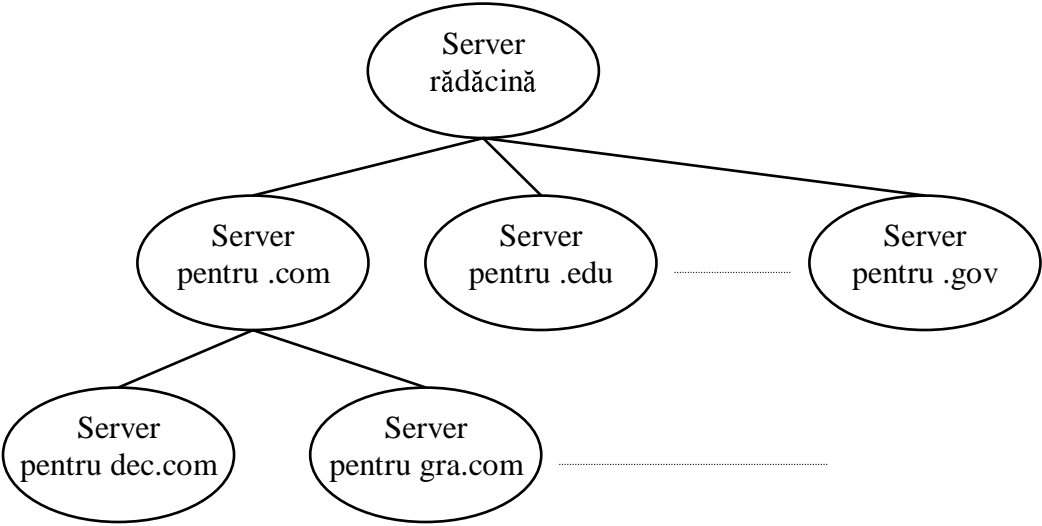 Server
rădăcină
Server
pentru .com
Server
pentru .edu
Server
pentru .gov
Server
pentru dec.com
Server
pentru gra.com